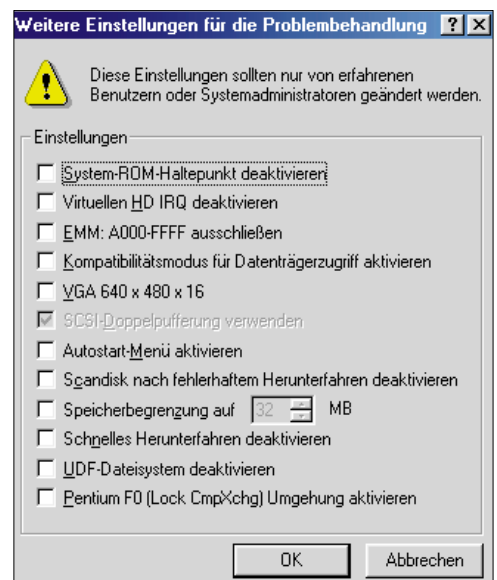 Weitere Einstellungen für die Problembehandlung ? X
Diese Einstellungen sollten nur von erfahrenen
Benutzern oder Systemadministratoren geändert werden.
Einstellungen
System-ROM-Haltepunkt deaktivieren
Virtuellen HD IRQ deaktivieren
EMM: A000-FFFF ausschließen
Kompatibilitätsmodus für Datenträgerzugriff aktivieren
VGA 640 x 480 x 16
SCSI-Doppelpufferung verwenden
Autostart-Menü aktivieren
Scandisk nach fehlerhaftem Herunterfahren deaktivieren
Speicherbegrenzung auf 32 MB
Schnelles Herunterfahren deaktivieren
UDF-Dateisystem deaktivieren
Pentium F0 (Lock CmpXchg) Umgehung aktivieren
OK Abbrechen